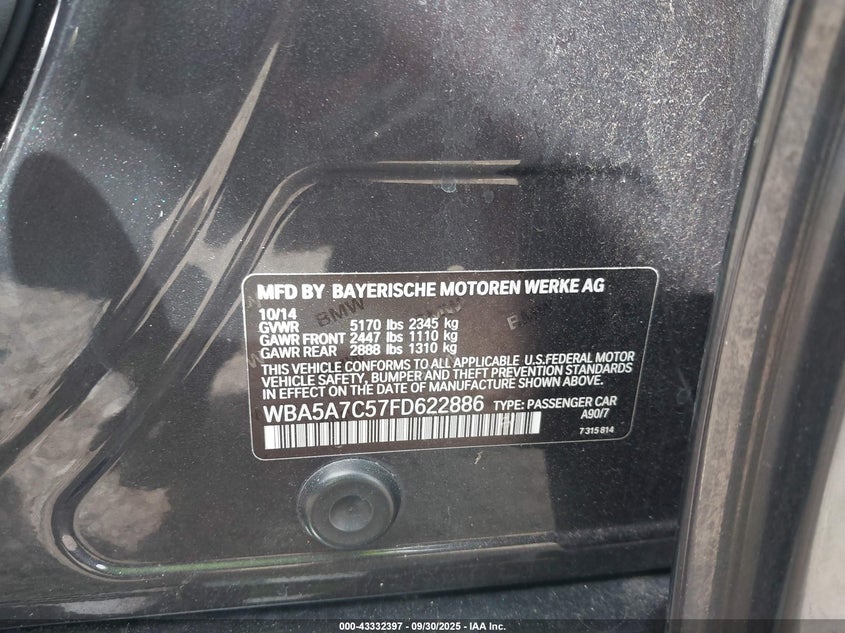 MFD BY BAYERISCHE MOTOREN WERKE AG
10/14
GVWR 5170 lbs 2345 kg
GAWR FRONT 2447 lbs 1110 kg
GAWR REAR 2888 lbs 1310 kg
THIS VEHICLE CONFORMS TO ALL APPLICABLE U.S.FEDERAL MOTOR
VEHICLE SAFETY, BUMPER AND THEFT PREVENTION STANDARDS
IN EFFECT ON THE DATE OF MANUFACTURE SHOWN ABOVE.
WBA5A7C57FD622886 TYPE: PASSENGER CAR
A90/7
7 315 814
BMW
000-43332397 - 09/30/2025 - IAA Inc.